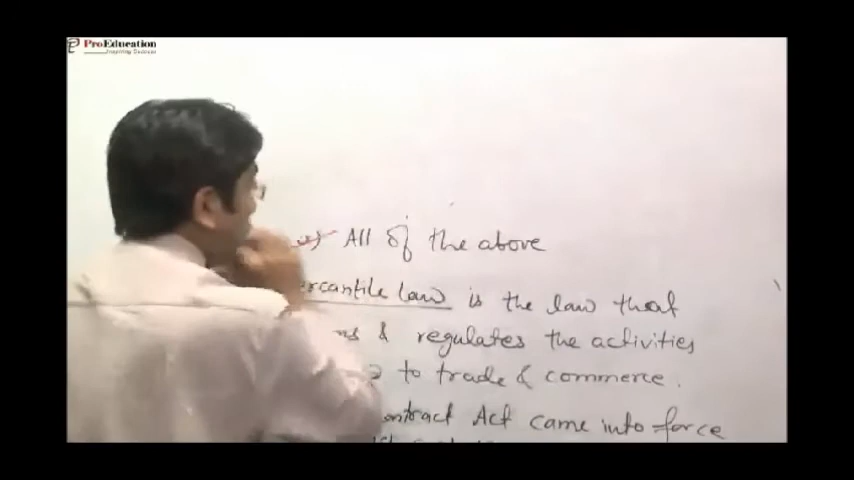 ProEducation
All of the above
ercantile law is the law that
ns & regulates the activities
to trade & commerce.
ontract Act came into force